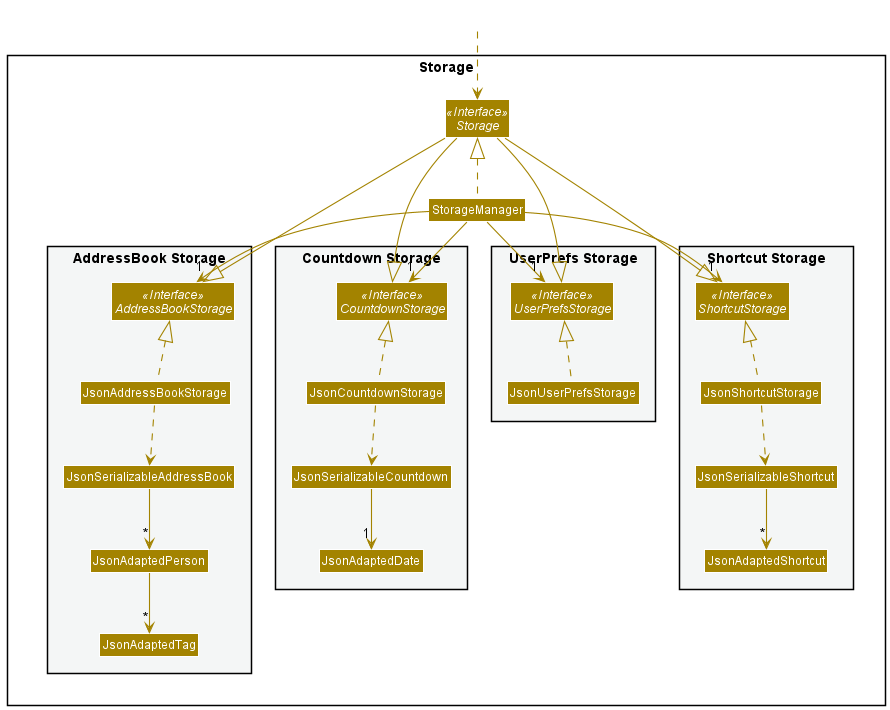 Storage
«Interface»
Storage
StorageManager
AddressBook Storage
Countdown Storage
UserPrefs Storage
Shortcut Storage
1
1
1
1
«Interface»
AddressBookStorage
«Interface»
CountdownStorage
«Interface»
UserPrefsStorage
«Interface»
ShortcutStorage
JsonAddressBookStorage
JsonCountdownStorage
JsonUserPrefsStorage
JsonShortcutStorage
JsonSerializableAddressBook
JsonSerializableCountdown
JsonSerializableShortcut
*
1
*
JsonAdaptedPerson
JsonAdaptedDate
JsonAdaptedShortcut
*
JsonAdaptedTag